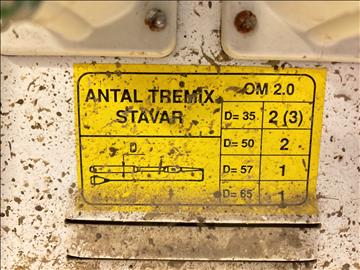 ANTAL TREMIX
STAVAR
OM 2.0
D= 35 2 (3)
D= 50 2
D= 57 1
D= 65 1
D